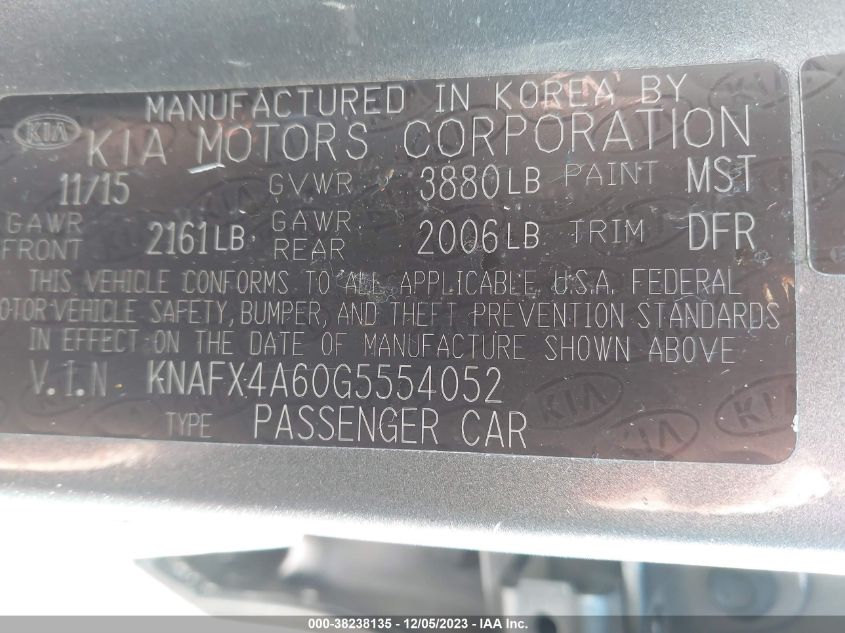 MANUFACTURED IN KOREA BY
KIA KIA MOTORS CORPORATION
11/15 GVWR 3880LB PAINT MST
GAWR FRONT 2161LB GAWR REAR 2006LB TRIM DFR
THIS VEHICLE CONFORMS TO ALL APPLICABLE U.S.A. FEDERAL
OTOR VEHICLE SAFETY, BUMPER, AND THEFT PREVENTION STANDARDS
IN EFFECT ON THE DATE OF MANUFACTURE SHOWN ABOVE
V.I.N KNAFX4A60G5554052
TYPE PASSENGER CAR
000-38238135 - 12/05/2023 - IAA Inc.